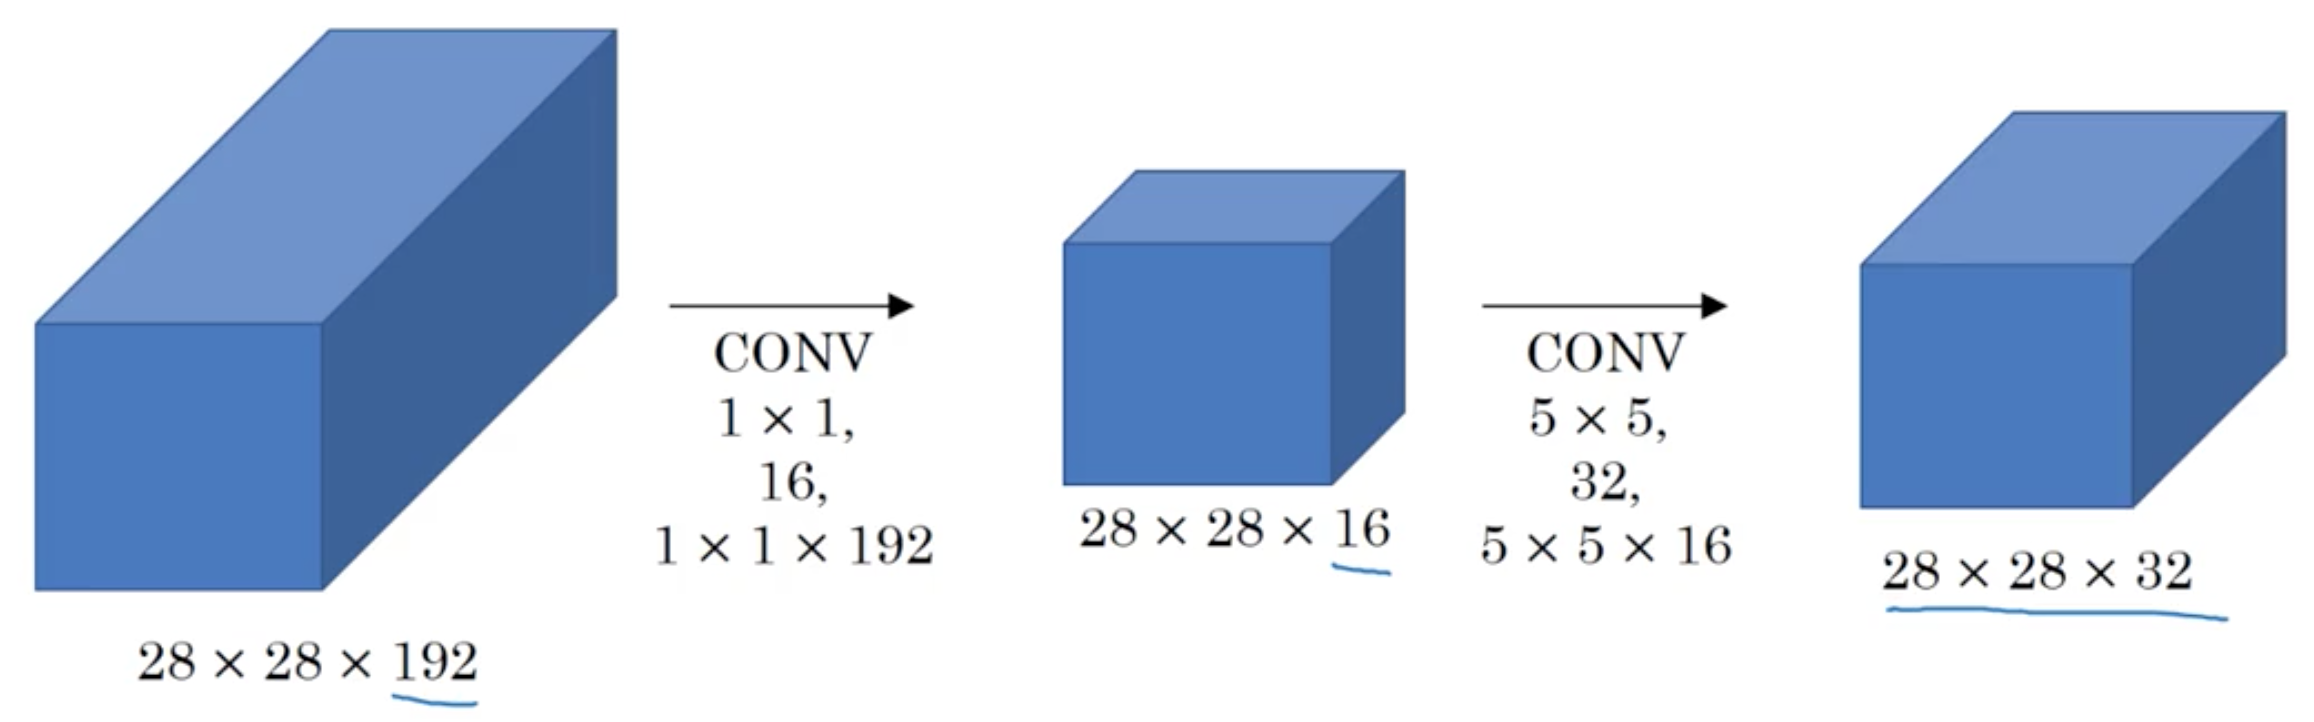 28 × 28 × 192
CONV
1 × 1,
16,
1 × 1 × 192
28 × 28 × 16
CONV
5 × 5,
32,
5 × 5 × 16
28 × 28 × 32